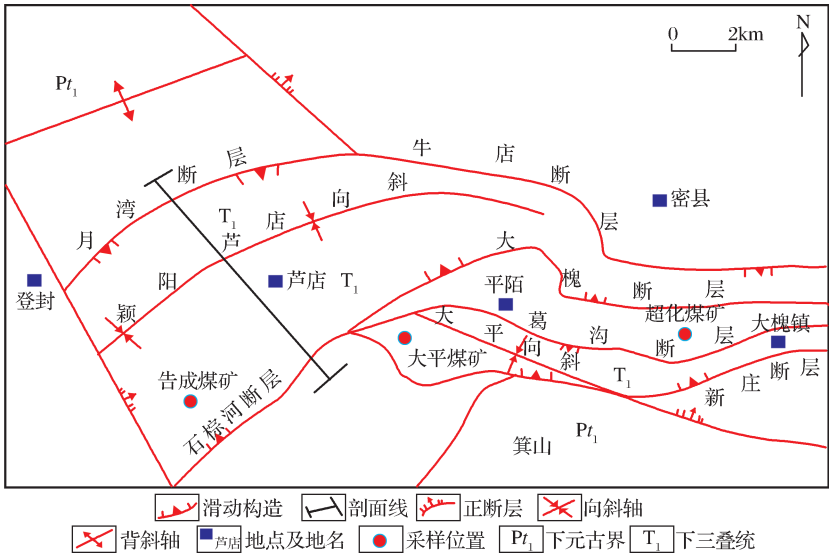 N
0 2km
Pt₁
月湾断层
牛店断层
密县
T₁
颖阳芦店向斜
芦店
T₁
登封
大槐断层
平陌
大葛沟断层
超化煤矿
大槐镇
大平煤矿
平向斜
T₁
新庄断层
告成煤矿
石棕河断层
箕山
Pt₁
滑动构造
剖面线
正断层
向斜轴
背斜轴
芦店
地点及地名
采样位置
Pt₁
下元古界
T₁
下三叠统